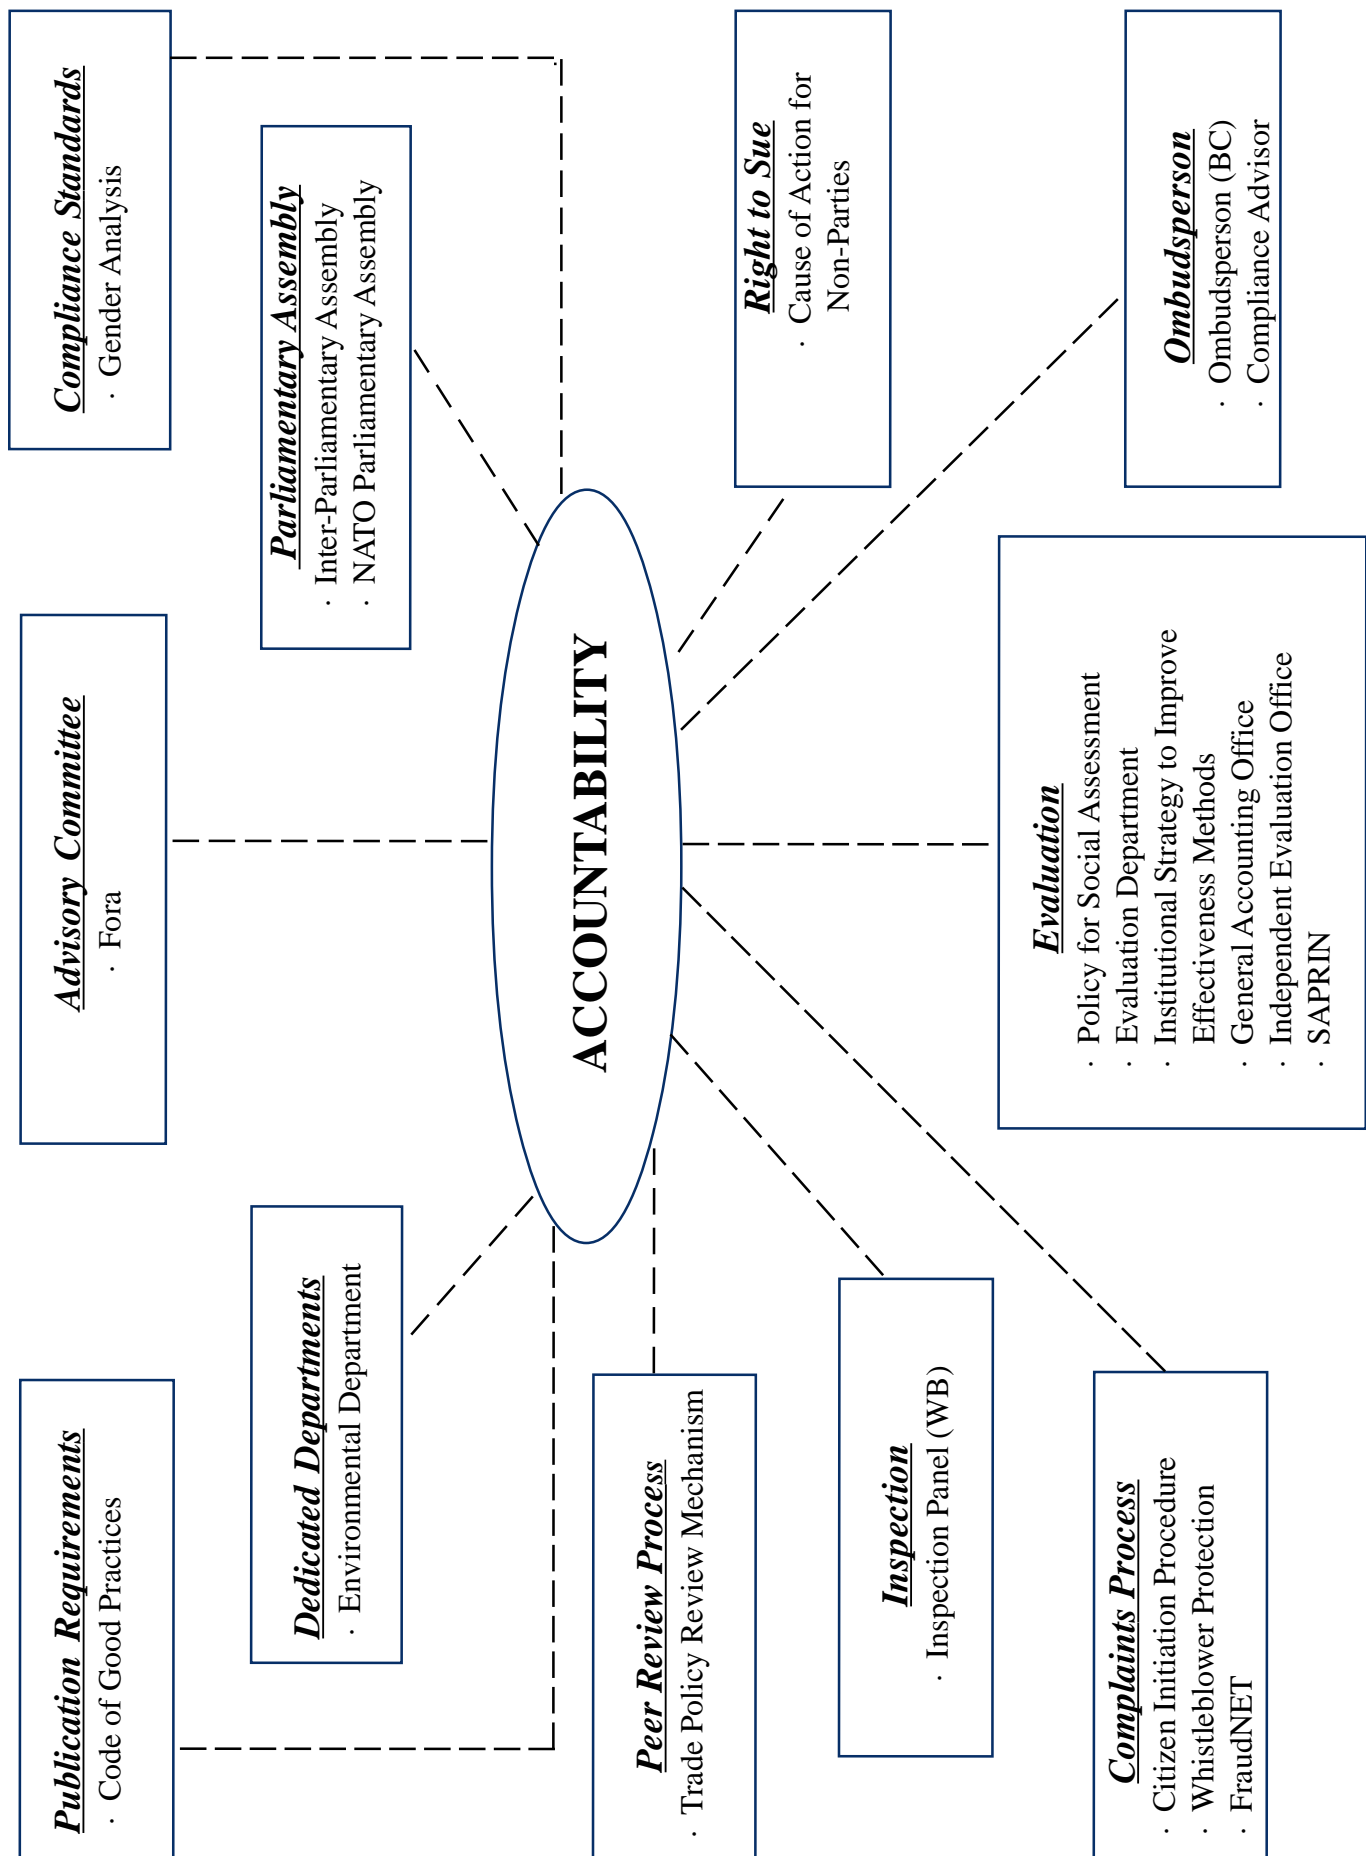 Publication Requirements
· Code of Good Practices
Advisory Committee
· Fora
Compliance Standards
· Gender Analysis
Dedicated Departments
· Environmental Department
Parliamentary Assembly
· Inter-Parliamentary Assembly
· NATO Parliamentary Assembly
ACCOUNTABILITY
Peer Review Process
· Trade Policy Review Mechanism
Right to Sue
· Cause of Action for
Non-Parties
Inspection
· Inspection Panel (WB)
Complaints Process
· Citizen Initiation Procedure
· Whistleblower Protection
· FraudNET
Evaluation
· Policy for Social Assessment
· Evaluation Department
· Institutional Strategy to Improve
Effectiveness Methods
· General Accounting Office
· Independent Evaluation Office
· SAPRIN
Ombudsperson
· Ombudsperson (BC)
· Compliance Advisor